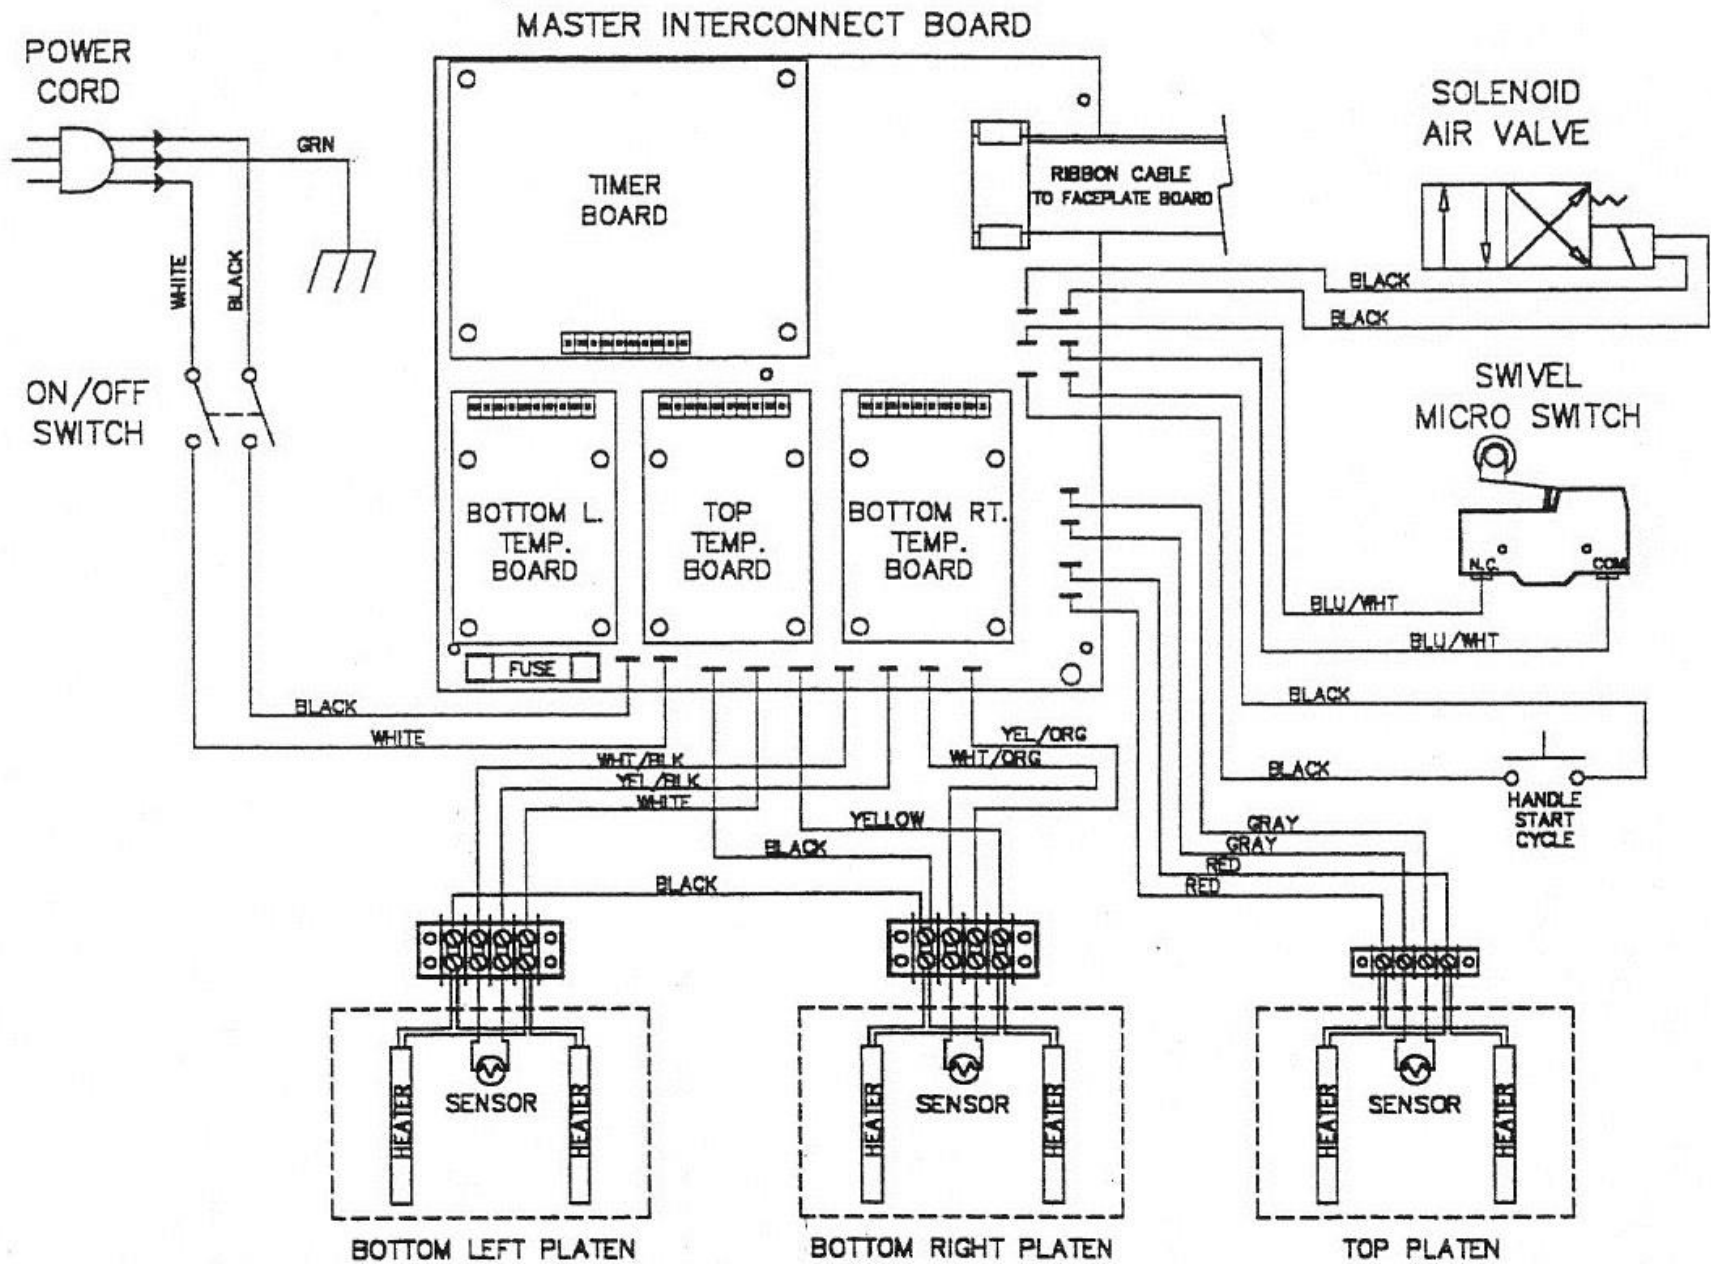 MASTER INTERCONNECT BOARD
POWER
CORD
GRN
WHITE
BLACK
ON/OFF
SWITCH
TIMER
BOARD
RIBBON CABLE
TO FACEPLATE BOARD
SOLENOID
AIR VALVE
BLACK
BLACK
SWIVEL
MICRO SWITCH
N.C.
COM
BLU/WHT
BLU/WHT
BOTTOM L.
TEMP.
BOARD
TOP
TEMP.
BOARD
BOTTOM RT.
TEMP.
BOARD
FUSE
BLACK
WHITE
WHT/BLK
YEL/BLK
WHITE
YEL/ORG
WHT/ORG
YELLOW
BLACK
BLACK
BLACK
BLACK
HANDLE
START
CYCLE
GRAY
GRAY
RED
RED
HEATER
SENSOR
HEATER
BOTTOM LEFT PLATEN
HEATER
SENSOR
HEATER
BOTTOM RIGHT PLATEN
HEATER
SENSOR
HEATER
TOP PLATEN